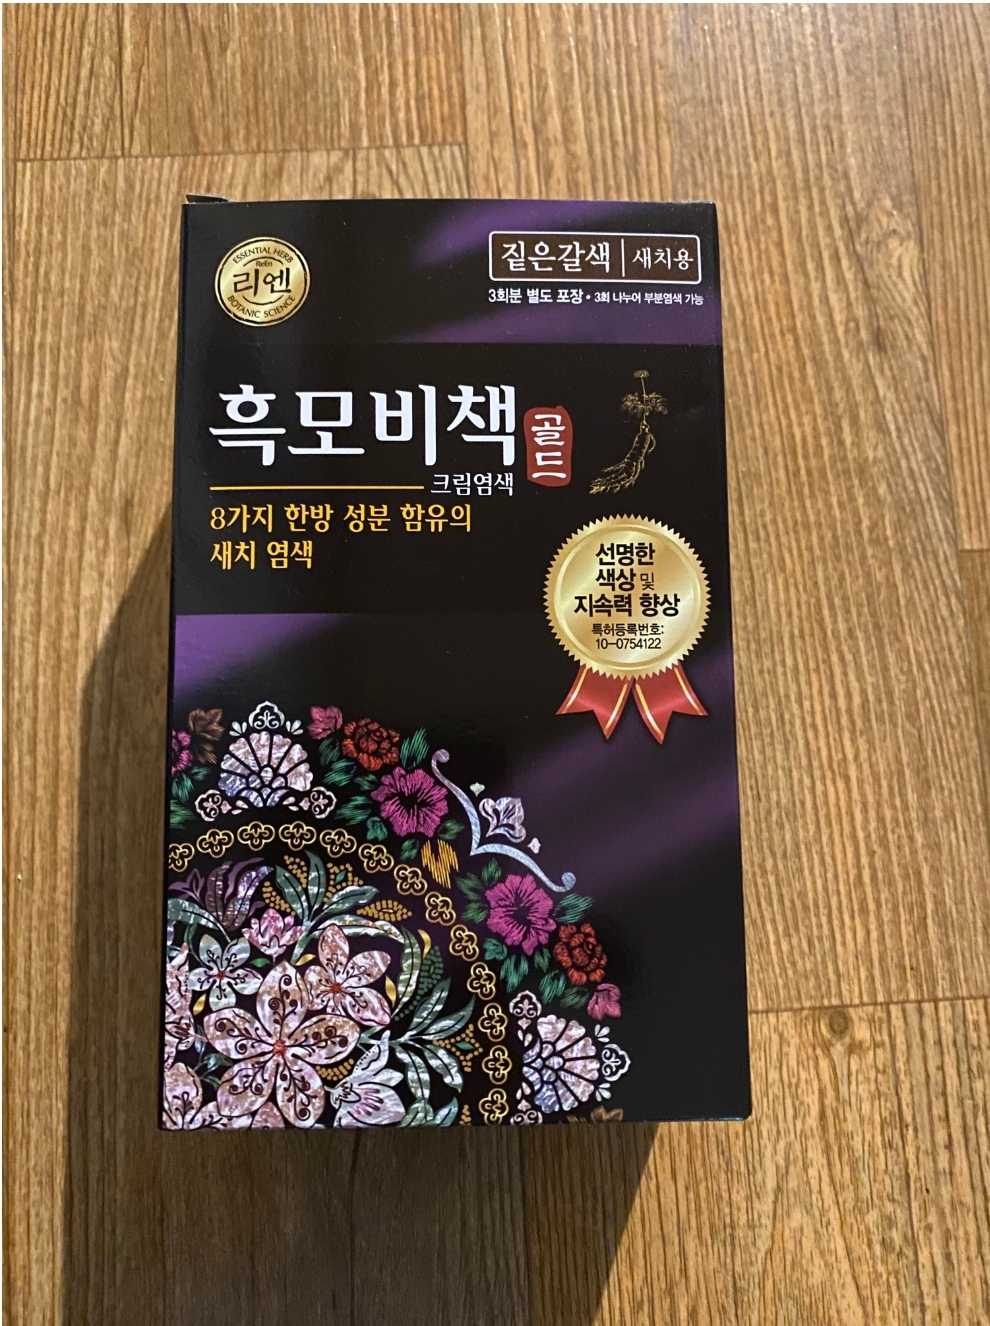 ESSENTIAL HERB
ReEn
리엔
BOTANIC SCIENCE
짙은갈색 | 새치용
3회분 별도 포장 • 3회 나누어 부분염색 가능
흑모비책
골드
크림염색
8가지 한방 성분 함유의
새치 염색
선명한
색상 및
지속력 향상
특허등록번호:
10-0754122